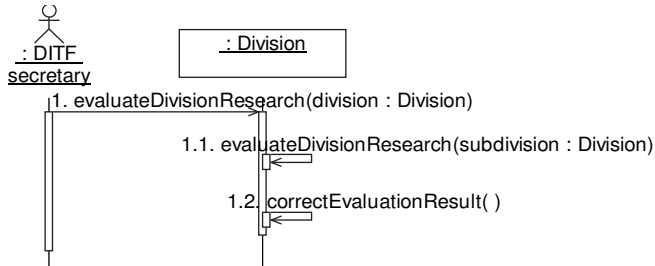 : DITF
secretary
: Division
1. evaluateDivisionResearch(division : Division)
1.1. evaluateDivisionResearch(subdivision : Division)
1.2. correctEvaluationResult( )